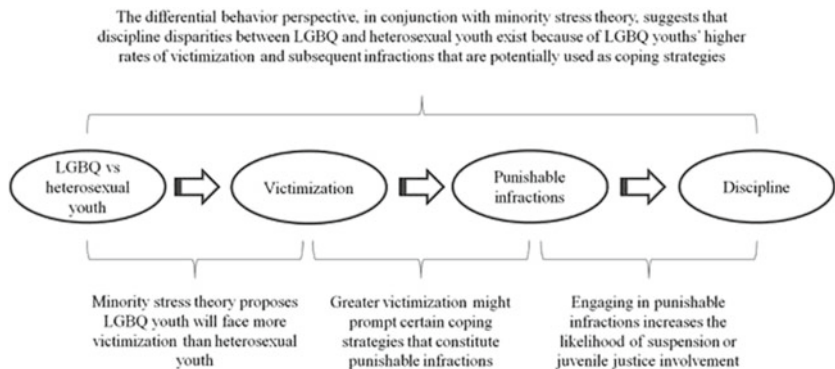 The differential behavior perspective, in conjunction with minority stress theory, suggests that
discipline disparities between LGBQ and heterosexual youth exist because of LGBQ youths' higher
rates of victimization and subsequent infractions that are potentially used as coping strategies
LGBQ vs
heterosexual
youth
Victimization
Punishable
infractions
Discipline
Minority stress theory proposes
LGBQ youth will face more
victimization than heterosexual
youth
Greater victimization might
prompt certain coping
strategies that constitute
punishable infractions
Engaging in punishable
infractions increases the
likelihood of suspension or
juvenile justice involvement